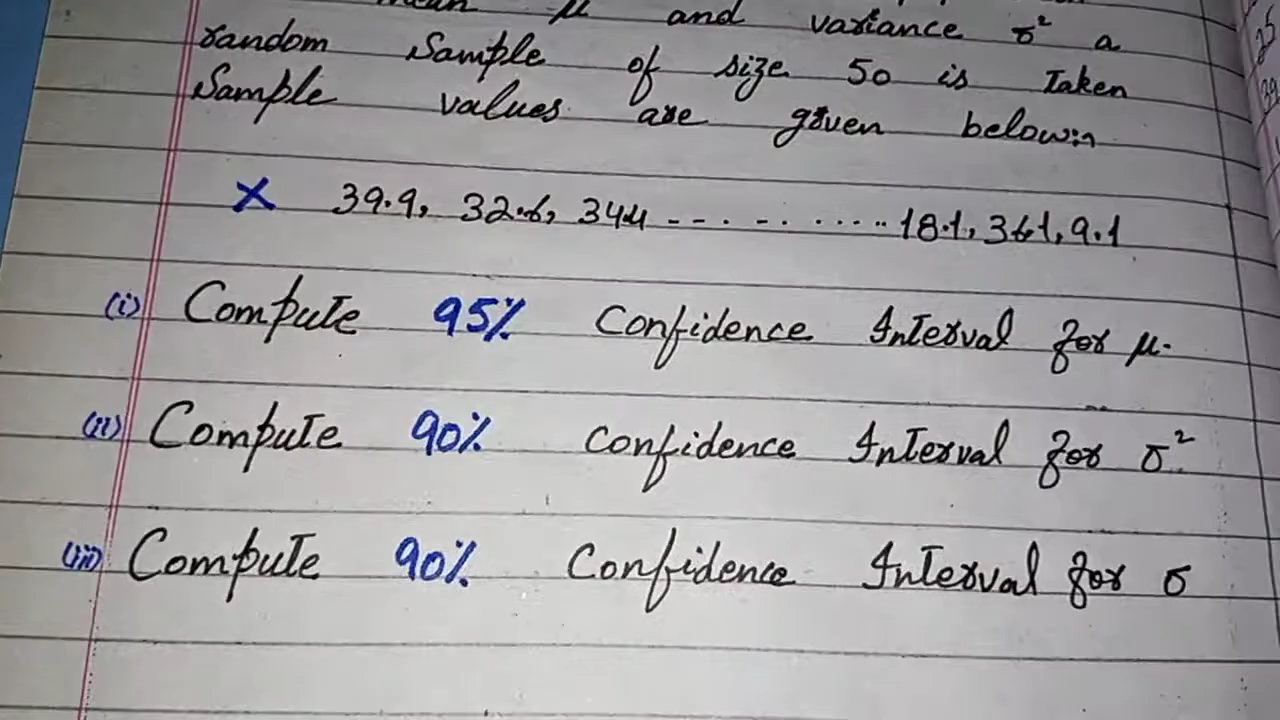 mean μ and variance σ² a
random Sample of size 50 is Taken
Sample values are given below:-
X 39.9, 32.6, 34.4 - - - - - ...... 18.1, 36.1, 9.1
(i) Compute 95% Confidence Interval for μ.
(ii) Compute 90% Confidence Interval for σ².
(iii) Compute 90% Confidence Interval for σ
25